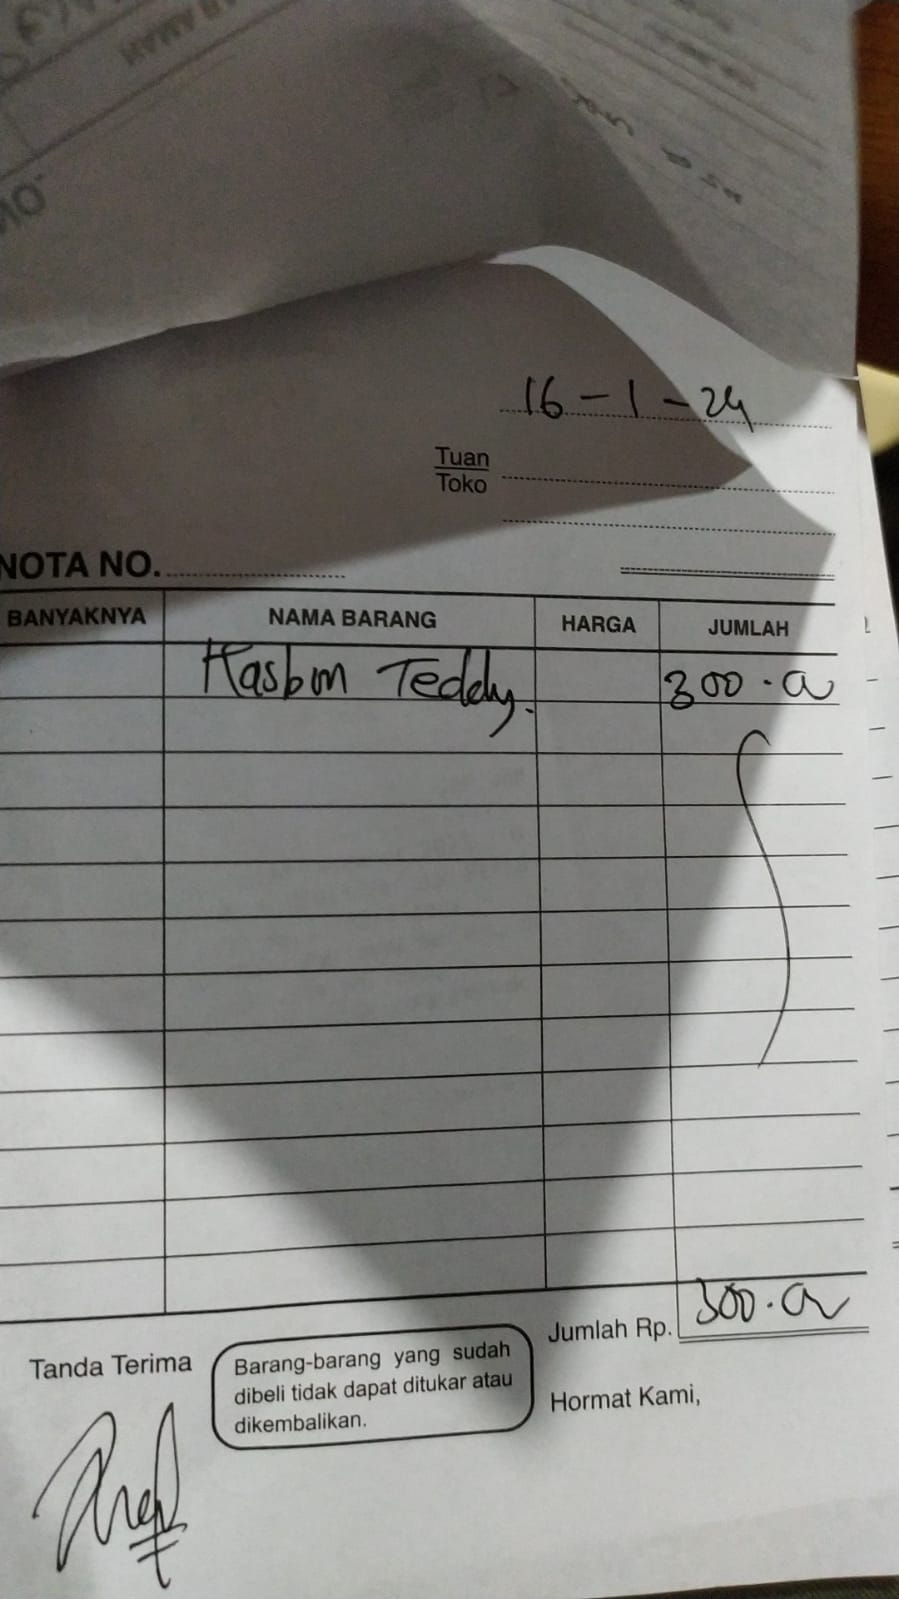 16 - 1 - 24
Tuan
Toko
NOTA NO.
BANYAKNYA NAMA BARANG HARGA JUMLAH
Kasbon Teddy. 300.
Jumlah Rp. 300.
Tanda Terima
Barang-barang yang sudah
dibeli tidak dapat ditukar atau
dikembalikan.
Hormat Kami,